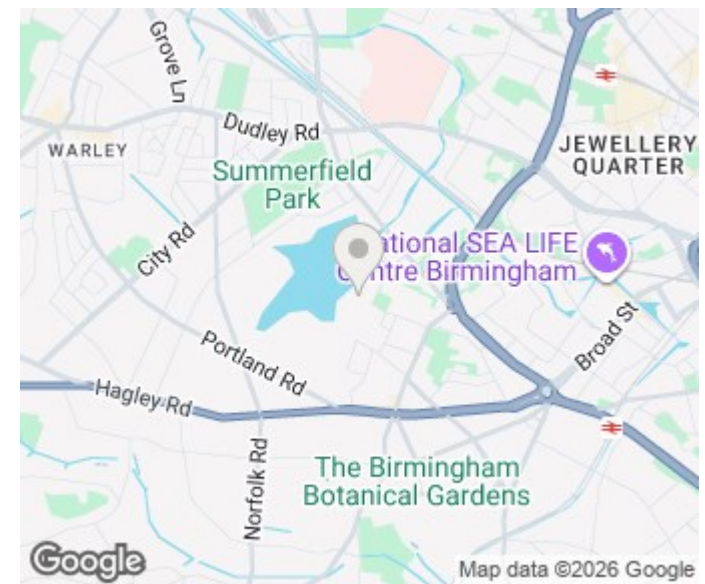 Grove Ln
Dudley Rd
WARLEY
JEWELLERY
QUARTER
Summerfield
Park
City Rd
ational SEA LIFE
Centre Birmingham
Broad St
Portland Rd
Hagley Rd
Norfolk Rd
The Birmingham
Botanical Gardens
Google
Map data ©2026 Google